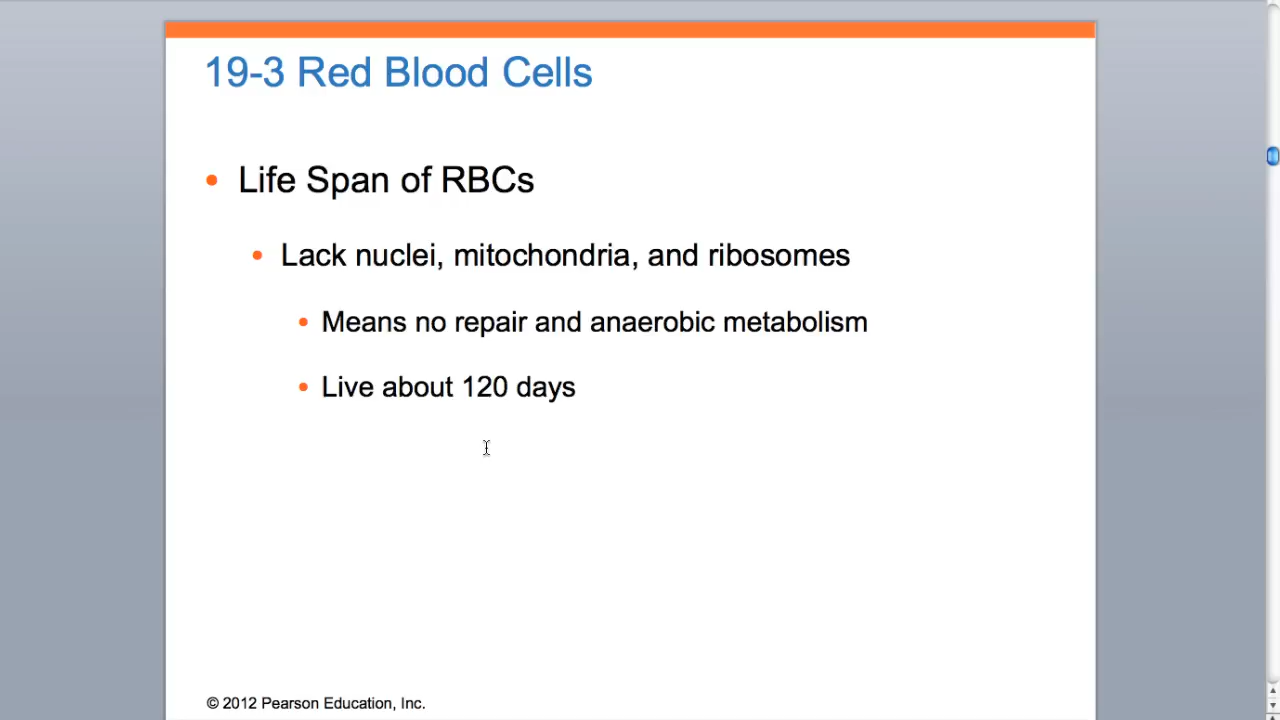 19-3 Red Blood Cells
• Life Span of RBCs
• Lack nuclei, mitochondria, and ribosomes
• Means no repair and anaerobic metabolism
• Live about 120 days
© 2012 Pearson Education, Inc.